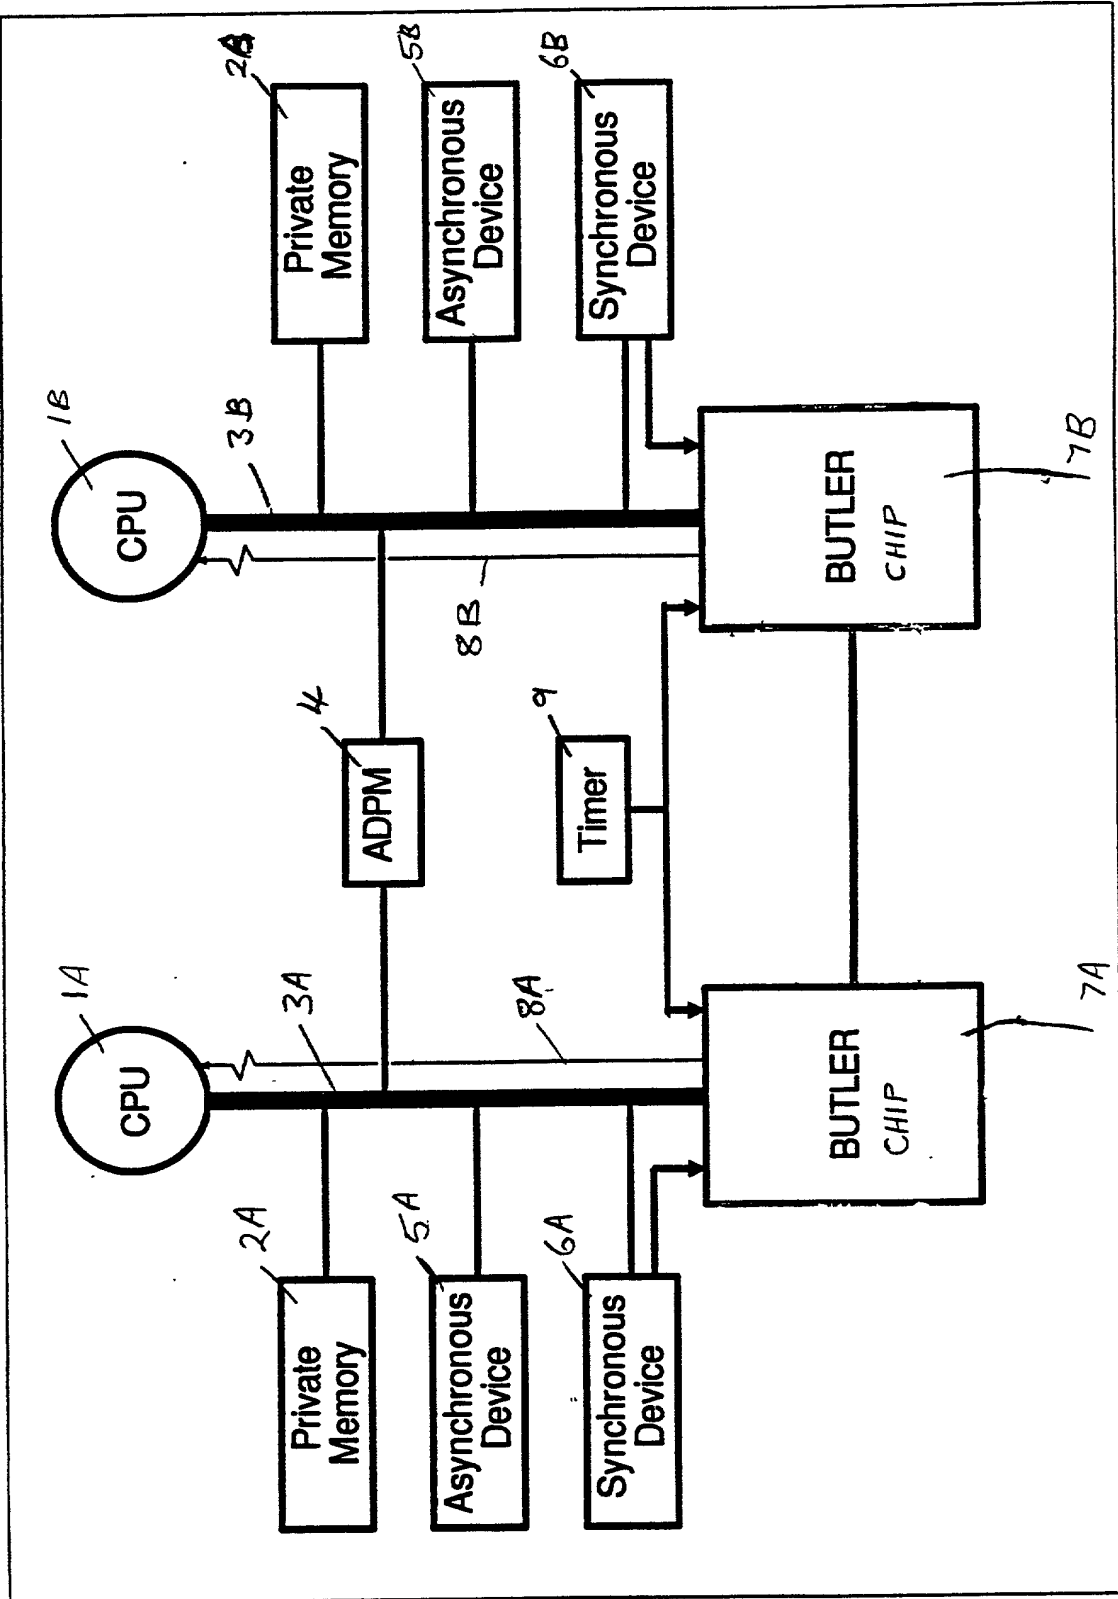 1A
1B
CPU
CPU
2A
3A
3B
2B
Private
Memory
4
Private
Memory
ADPM
5A
5B
Asynchronous
Device
8A
8B
Asynchronous
Device
6A
9
6B
Synchronous
Device
Timer
Synchronous
Device
BUTLER
CHIP
BUTLER
CHIP
7A
7B